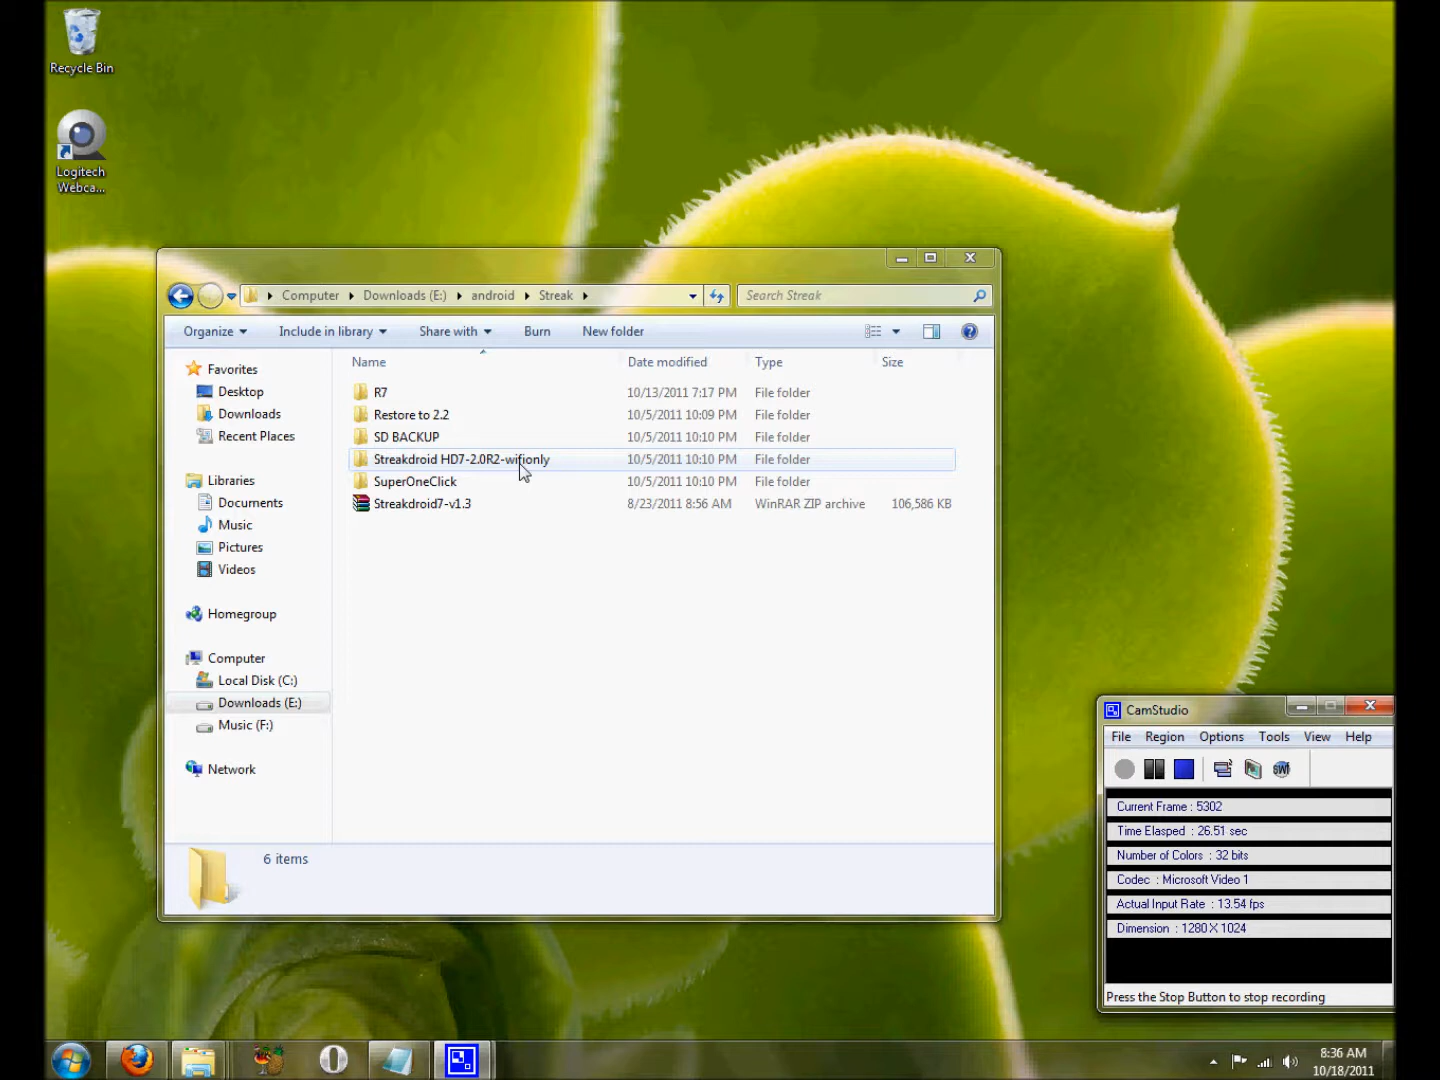 Recycle Bin
Logitech
Webca...
Computer Downloads (E:) android Streak
Search Streak
Organize Include in library Share with Burn New folder
Name Date modified Type Size
Favorites
Desktop
Downloads
Recent Places
Libraries
Documents
Music
Pictures
Videos
Homegroup
Computer
Local Disk (C:)
Downloads (E:)
Music (F:)
Network
R7 10/13/2011 7:17 PM File folder
Restore to 2.2 10/5/2011 10:09 PM File folder
SD BACKUP 10/5/2011 10:10 PM File folder
Streakdroid HD7-2.0R2-wifionly 10/5/2011 10:10 PM File folder
SuperOneClick 10/5/2011 10:10 PM File folder
Streakdroid7-v1.3 8/23/2011 8:56 AM WinRAR ZIP archive 106,586 KB
6 items
CamStudio
File Region Options Tools View Help
SWF
Current Frame : 5302
Time Elasped : 26.51 sec
Number of Colors : 32 bits
Codec : Microsoft Video 1
Actual Input Rate : 13.54 fps
Dimension : 1280 X 1024
Press the Stop Button to stop recording
8:36 AM
10/18/2011